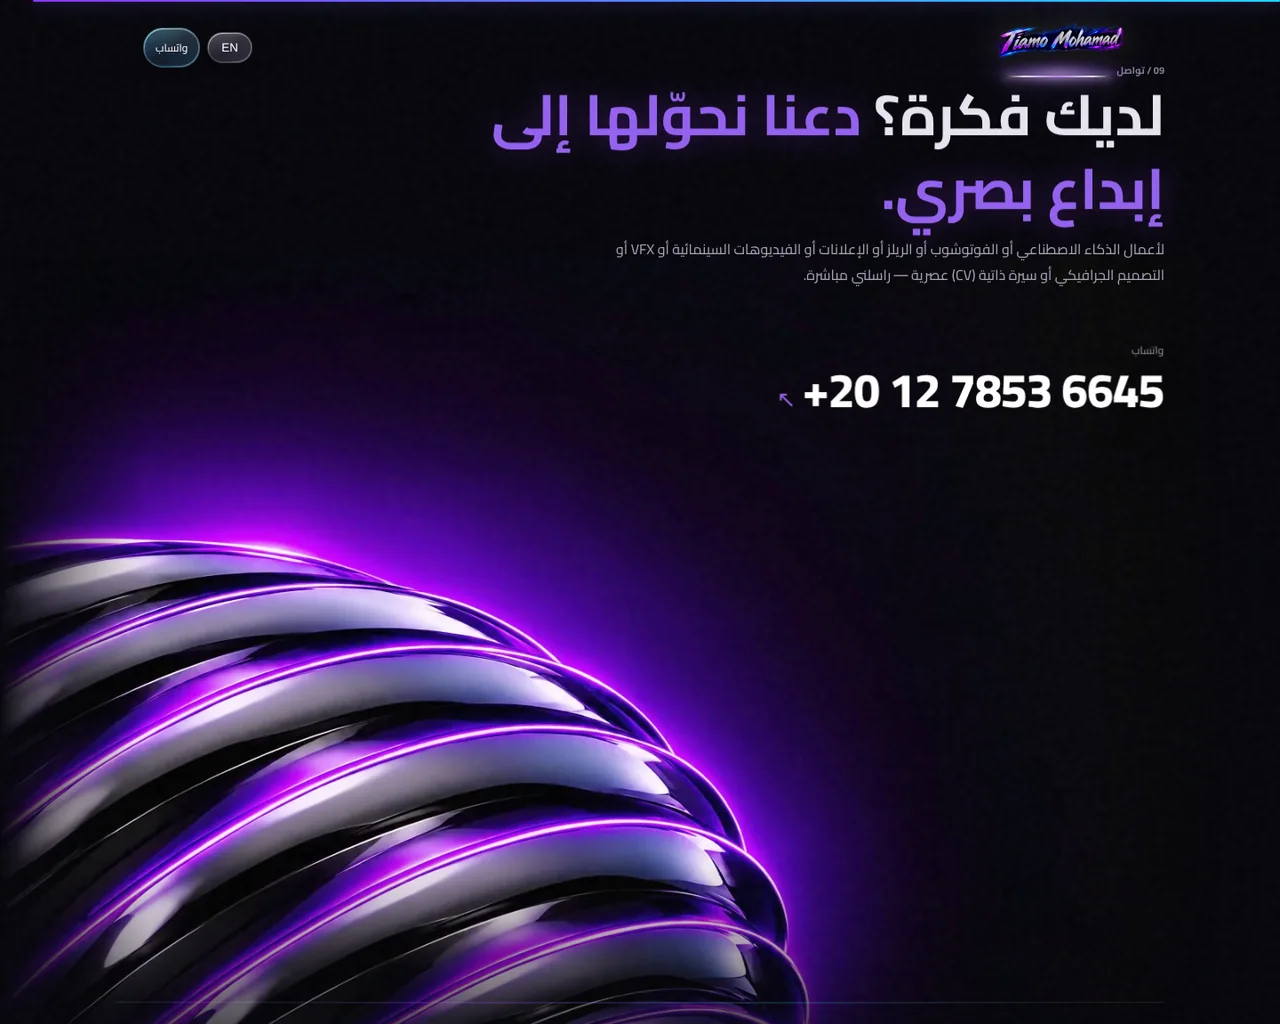 Tiamo Mohamad
EN
واتساب
09 / تواصل
لديك فكرة؟ دعنا نحوّلها إلى
إبداع بصري.
لأعمال الذكاء الاصطناعي أو الفوتوشوب أو الريلز أو الإعلانات أو الفيديوهات السينمائية أو VFX أو
التصميم الجرافيكي أو سيرة ذاتية (CV) عصرية — راسلني مباشرة.
واتساب
+20 12 7853 6645 ↖